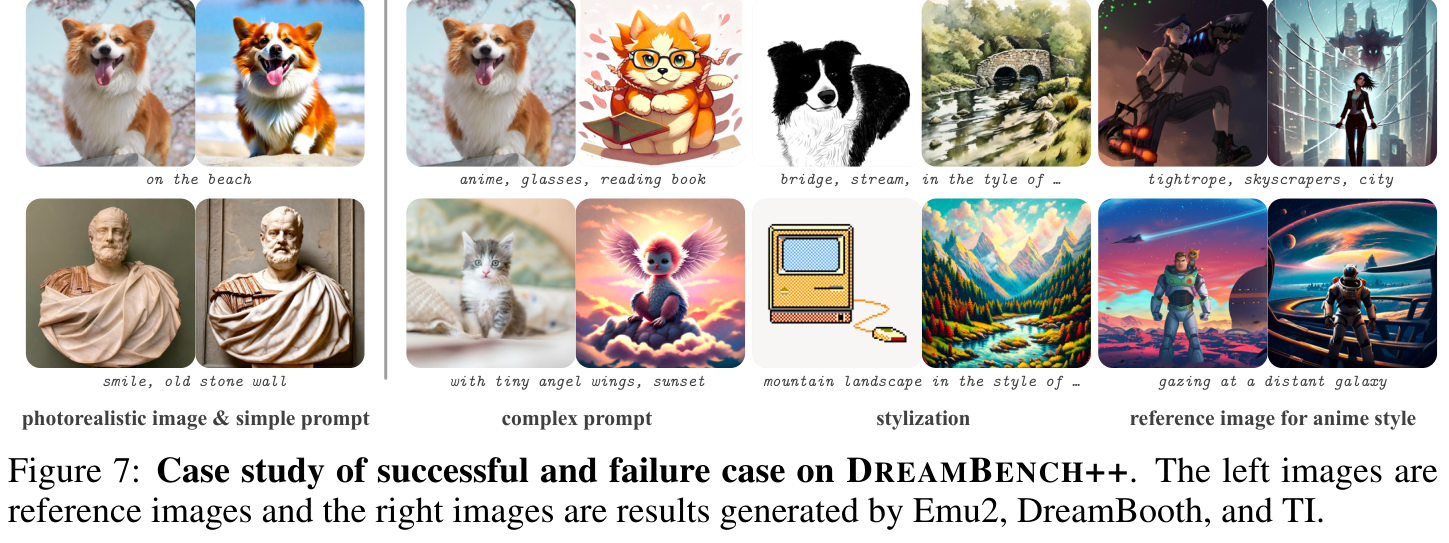 on the beach
anime, glasses, reading book
bridge, stream, in the tyle of …
tightrope, skyscrapers, city
smile, old stone wall
with tiny angel wings, sunset
mountain landscape in the style of …
gazing at a distant galaxy
photorealistic image & simple prompt
complex prompt
stylization
reference image for anime style
Figure 7: Case study of successful and failure case on DREAMBENCH++. The left images are
reference images and the right images are results generated by Emu2, DreamBooth, and TI.